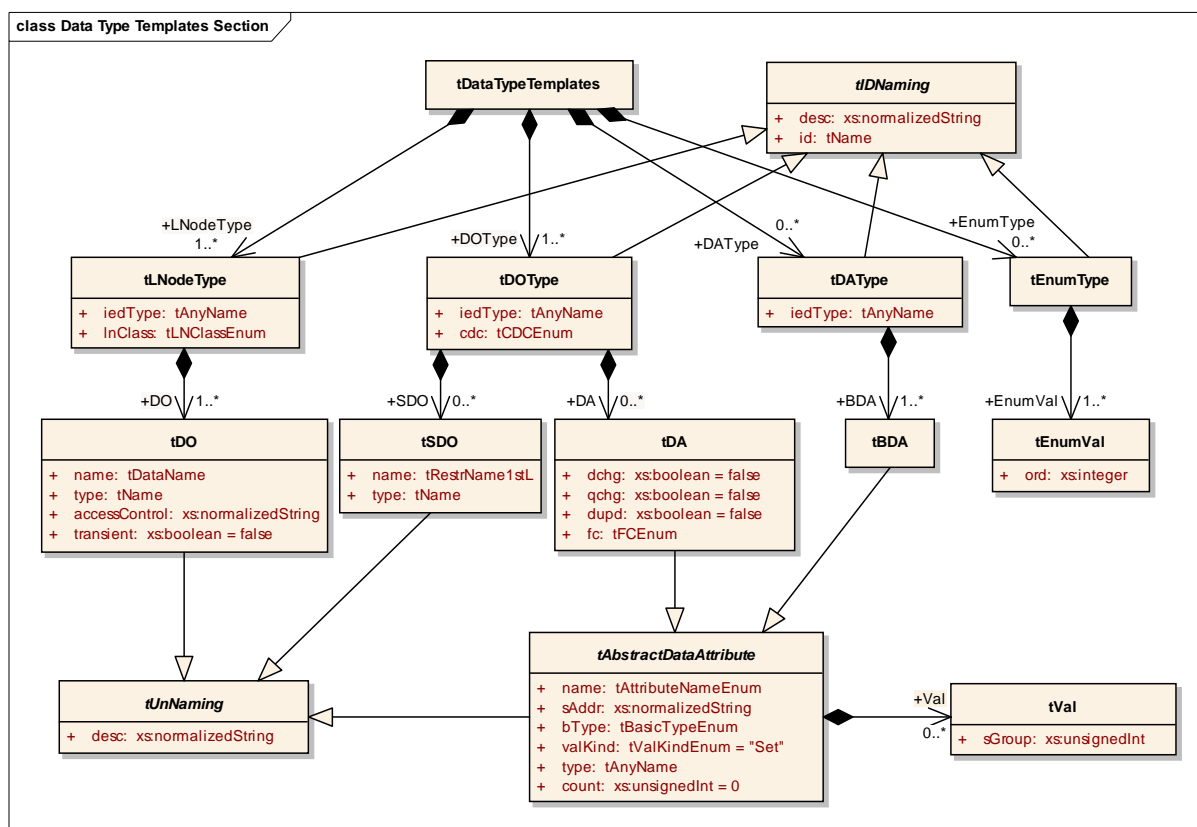 class Data Type Templates Section
tDataTypeTemplates
tIDNaming
+ desc: xs:normalizedString
+ id: tName
+LNodeType
1..*
+DOType
1..*
0..*
+DAType
+EnumType
0..*
tLNodeType
+ iedType: tAnyName
+ lnClass: tLNClassEnum
tDOType
+ iedType: tAnyName
+ cdc: tCDCEnum
tDAType
+ iedType: tAnyName
tEnumType
+DO
1..*
+SDO
0..*
+DA
0..*
+BDA
1..*
+EnumVal
1..*
tDO
+ name: tDataName
+ type: tName
+ accessControl: xs:normalizedString
+ transient: xs:boolean = false
tSDO
+ name: tRestrName1stL
+ type: tName
tDA
+ dchg: xs:boolean = false
+ qchg: xs:boolean = false
+ dupd: xs:boolean = false
+ fc: tFCEnum
tBDA
tEnumVal
+ ord: xs:integer
tUnNaming
+ desc: xs:normalizedString
tAbstractDataAttribute
+ name: tAttributeNameEnum
+ sAddr: xs:normalizedString
+ bType: tBasicTypeEnum
+ valKind: tValKindEnum = "Set"
+ type: tAnyName
+ count: xs:unsignedInt = 0
+Val
0..*
tVal
+ sGroup: xs:unsignedInt